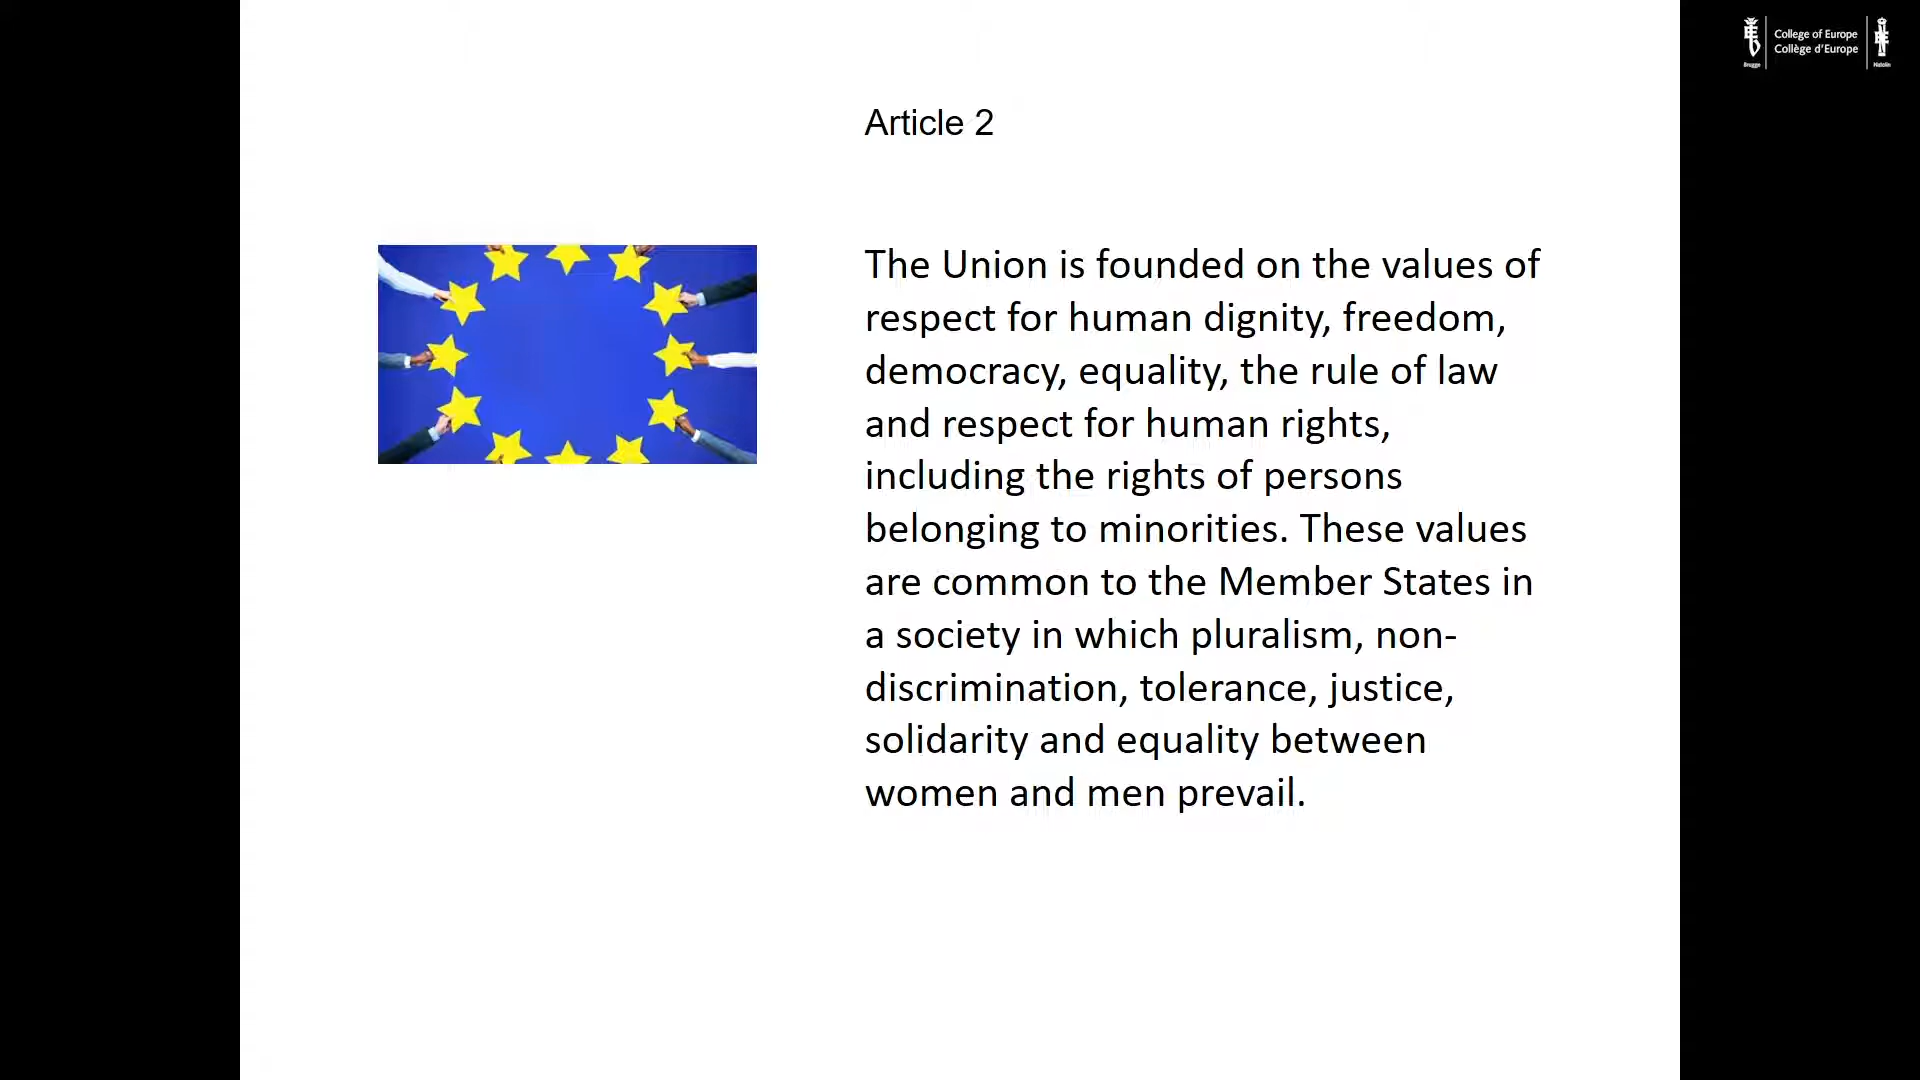 College of Europe
Collège d'Europe
Brugge
Natolin
Article 2
The Union is founded on the values of
respect for human dignity, freedom,
democracy, equality, the rule of law
and respect for human rights,
including the rights of persons
belonging to minorities. These values
are common to the Member States in
a society in which pluralism, non-
discrimination, tolerance, justice,
solidarity and equality between
women and men prevail.